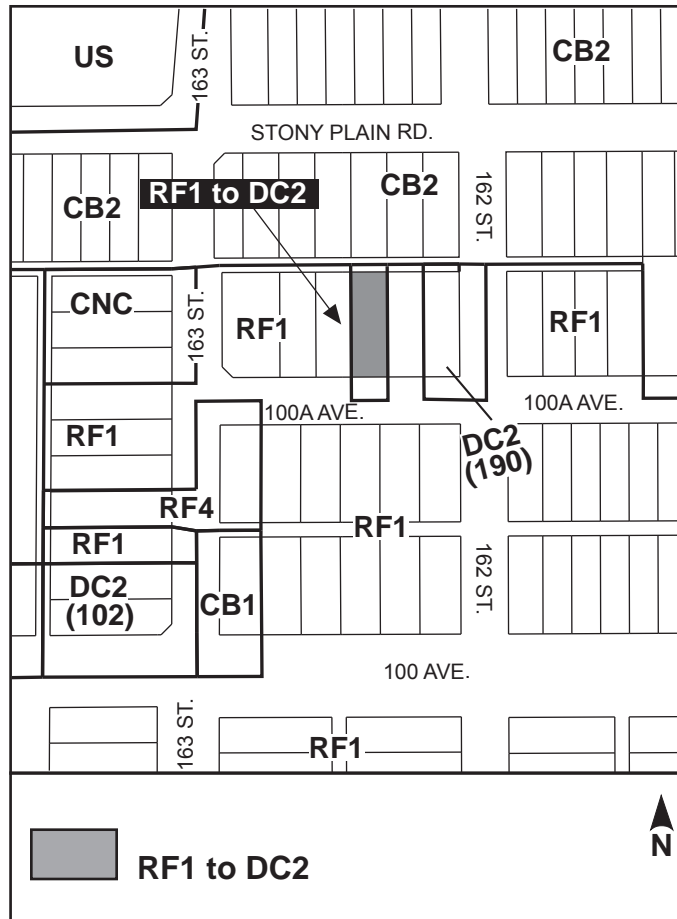 US
163 ST.
CB2
STONY PLAIN RD.
CB2
RF1 to DC2
CB2
162 ST.
CNC
163 ST.
RF1
RF1
100A AVE.
100A AVE.
RF1
DC2
(190)
RF4
RF1
RF1
DC2
(102)
CB1
162 ST.
100 AVE.
163 ST.
RF1
N
RF1 to DC2